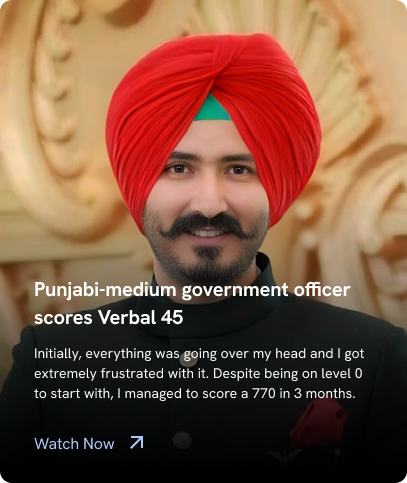 Punjabi-medium government officer
scores Verbal 45
Initially, everything was going over my head and I got
extremely frustrated with it. Despite being on level 0
to start with, I managed to score a 770 in 3 months.
Watch Now